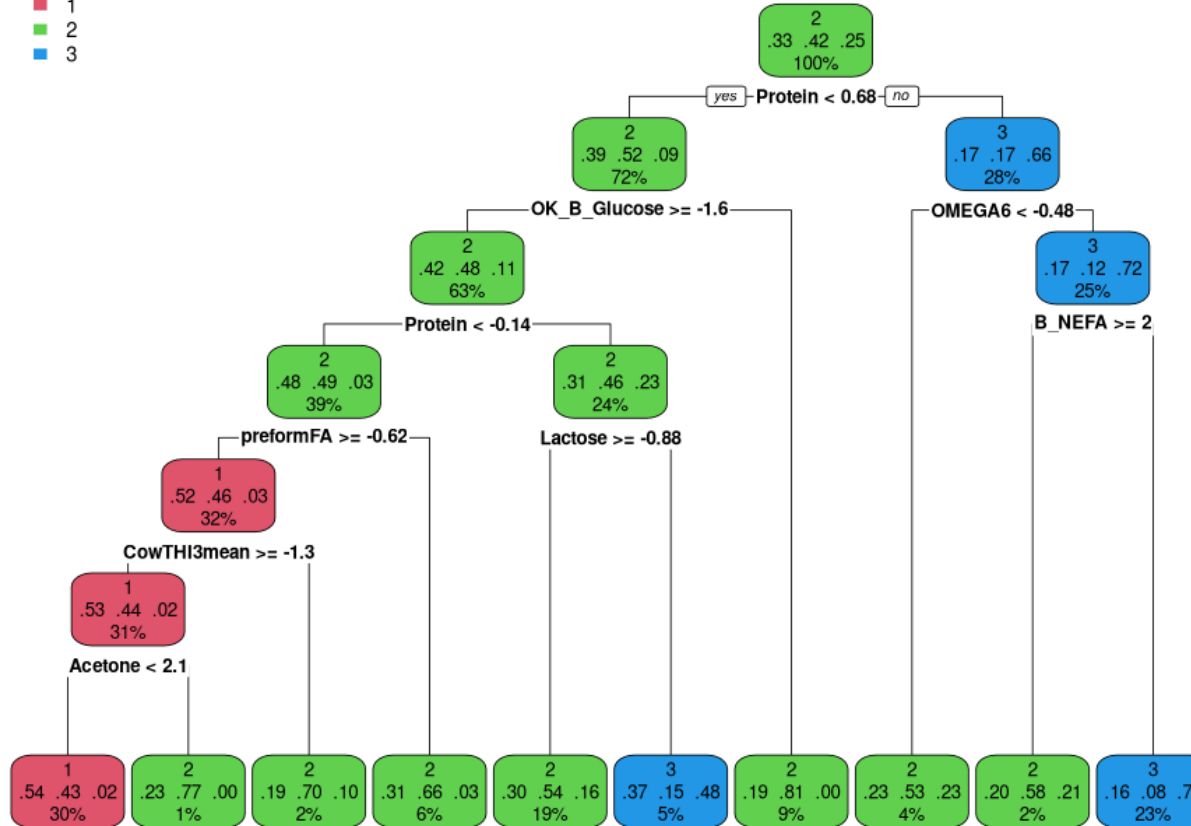 1
2
3
2
.33 .42 .25
100%
yes Protein < 0.68 no
2
.39 .52 .09
72%
3
.17 .17 .66
28%
OK_B_Glucose >= -1.6
OMEGA6 < -0.48
2
.42 .48 .11
63%
3
.17 .12 .72
25%
Protein < -0.14
B_NEFA >= 2
2
.48 .49 .03
39%
2
.31 .46 .23
24%
preformFA >= -0.62
Lactose >= -0.88
1
.52 .46 .03
32%
CowTHI3mean >= -1.3
1
.53 .44 .02
31%
Acetone < 2.1
1
.54 .43 .02
30%
2
.23 .77 .00
1%
2
.19 .70 .10
2%
2
.31 .66 .03
6%
2
.30 .54 .16
19%
3
.37 .15 .48
5%
2
.19 .81 .00
9%
2
.23 .53 .23
4%
2
.20 .58 .21
2%
3
.16 .08
23%